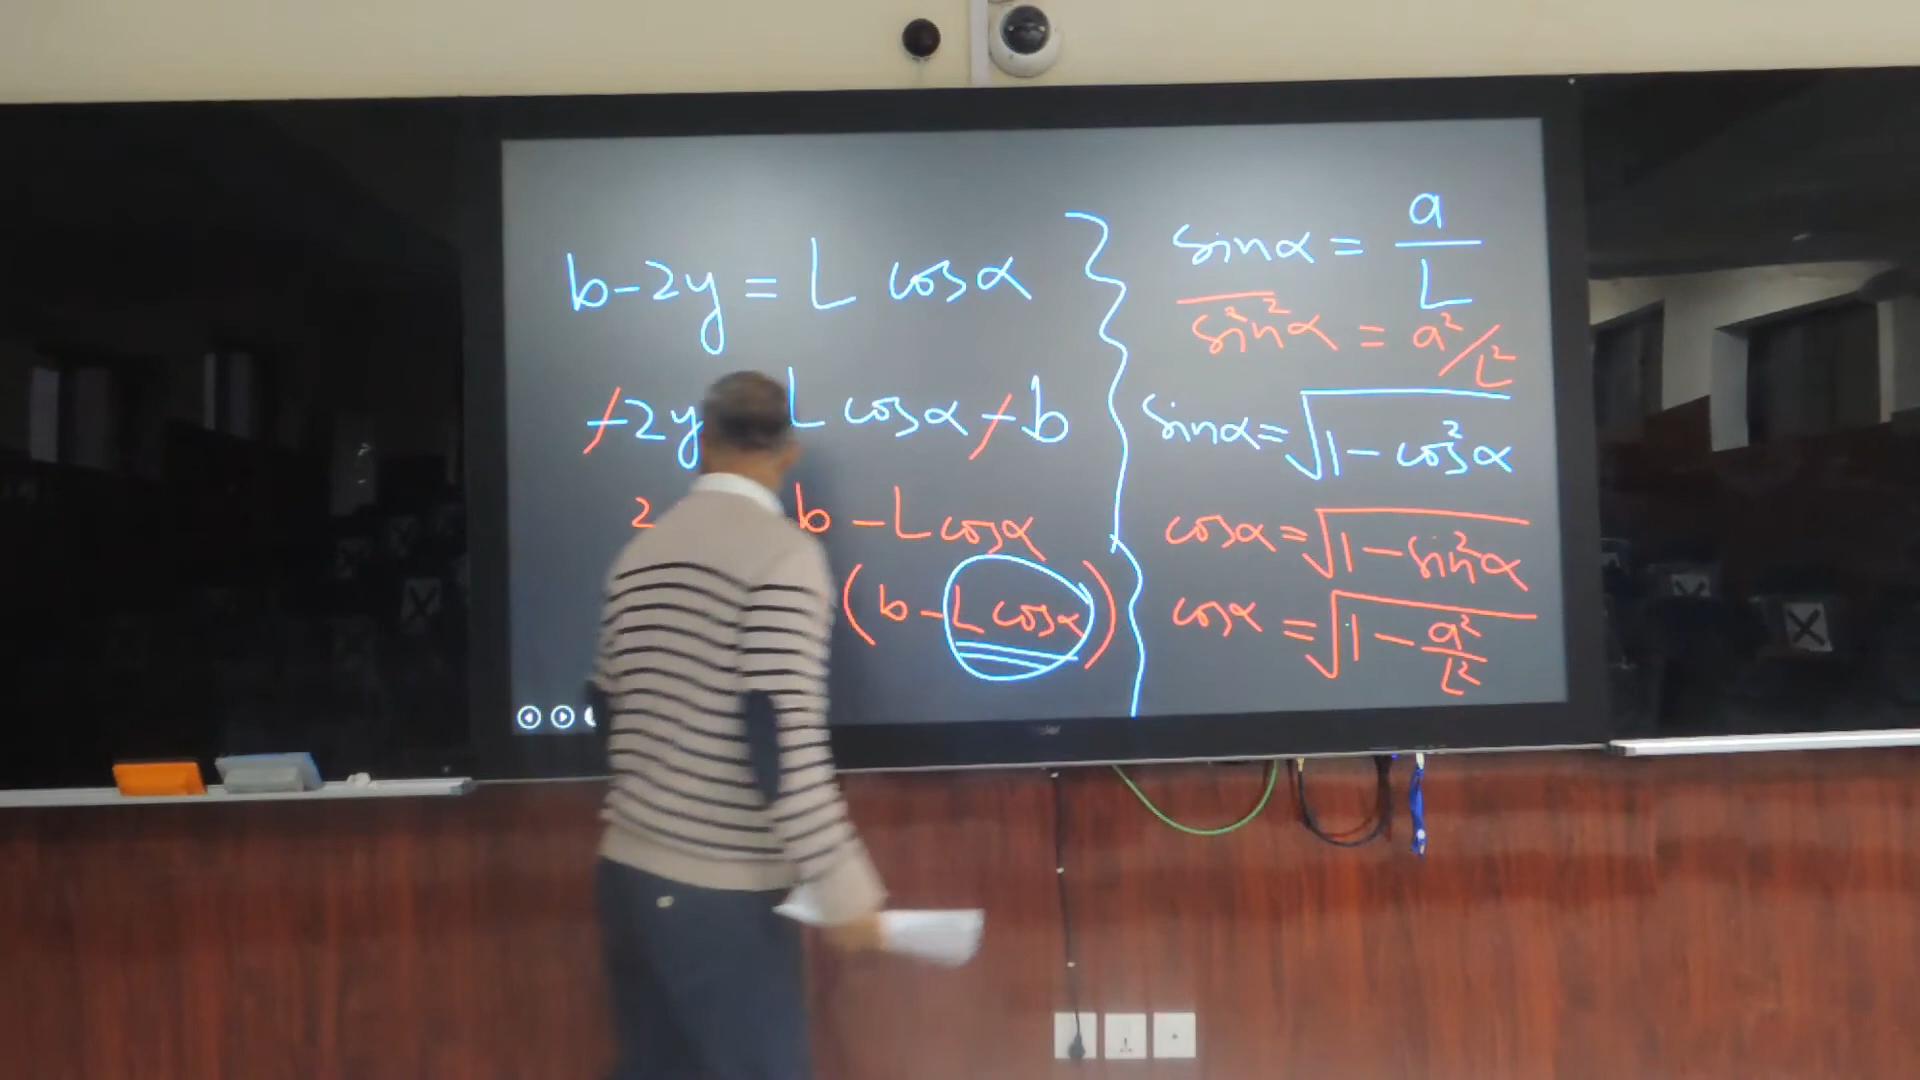 b-2y = L cosα
-2y L cosα - b
2 b - L cosα
(b - L cosα)
sinα = a/L
sin²α = a²/L²
sinα = √(1 - cos²α)
cosα = √(1 - sin²α)
cosα = √(1 - a²/L²)